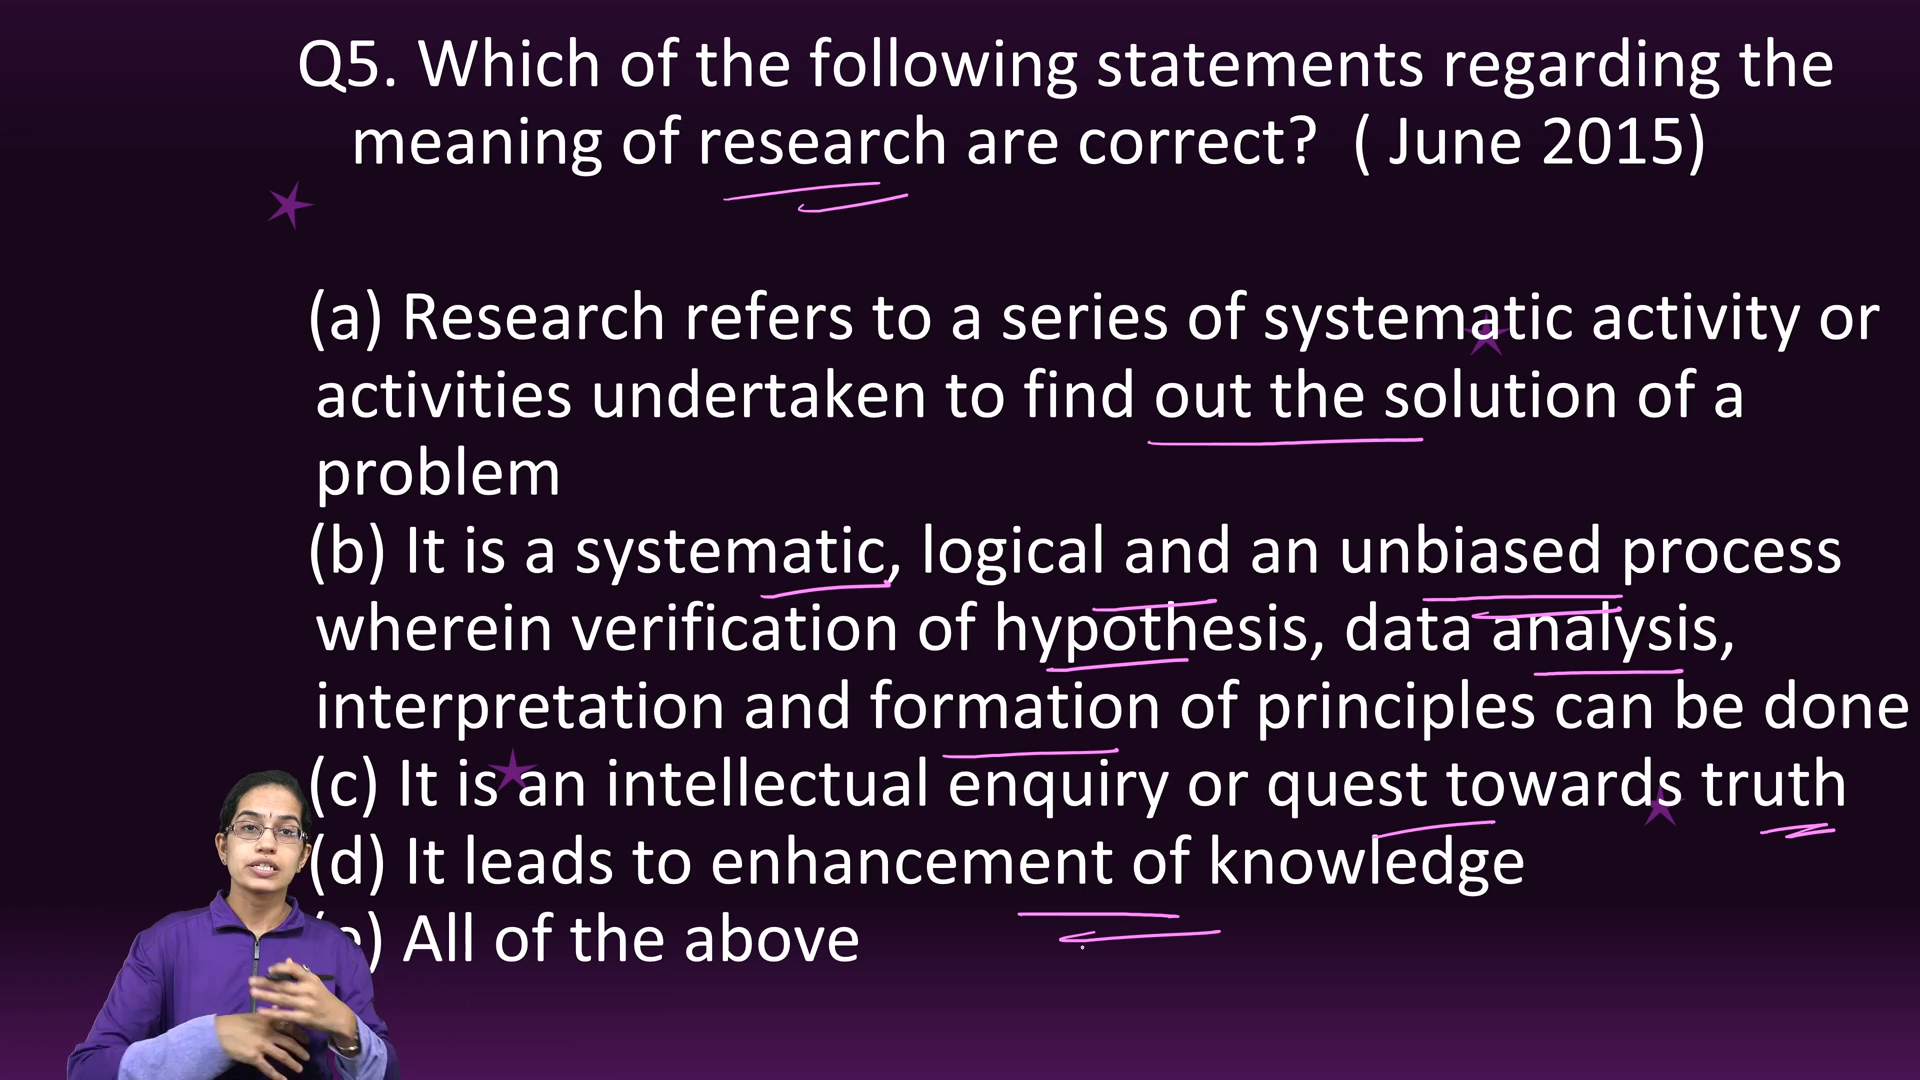 Q5. Which of the following statements regarding the
meaning of research are correct? ( June 2015)
(a) Research refers to a series of systematic activity or
activities undertaken to find out the solution of a
problem
(b) It is a systematic, logical and an unbiased process
wherein verification of hypothesis, data analysis,
interpretation and formation of principles can be done
(c) It is an intellectual enquiry or quest towards truth
(d) It leads to enhancement of knowledge
(e) All of the above